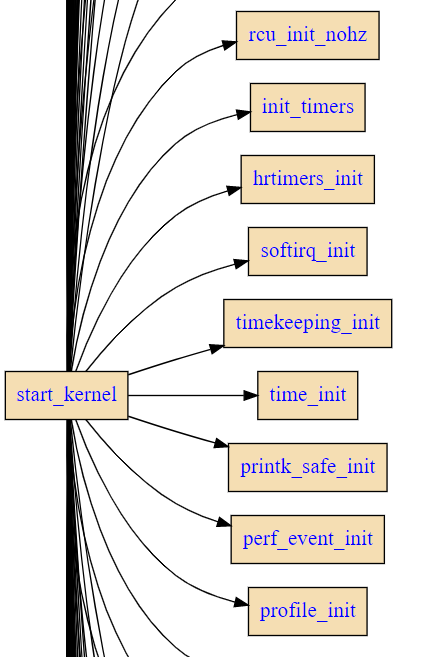 rcu_init_nohz
init_timers
hrtimers_init
softirq_init
timekeeping_init
start_kernel
time_init
printk_safe_init
perf_event_init
profile_init